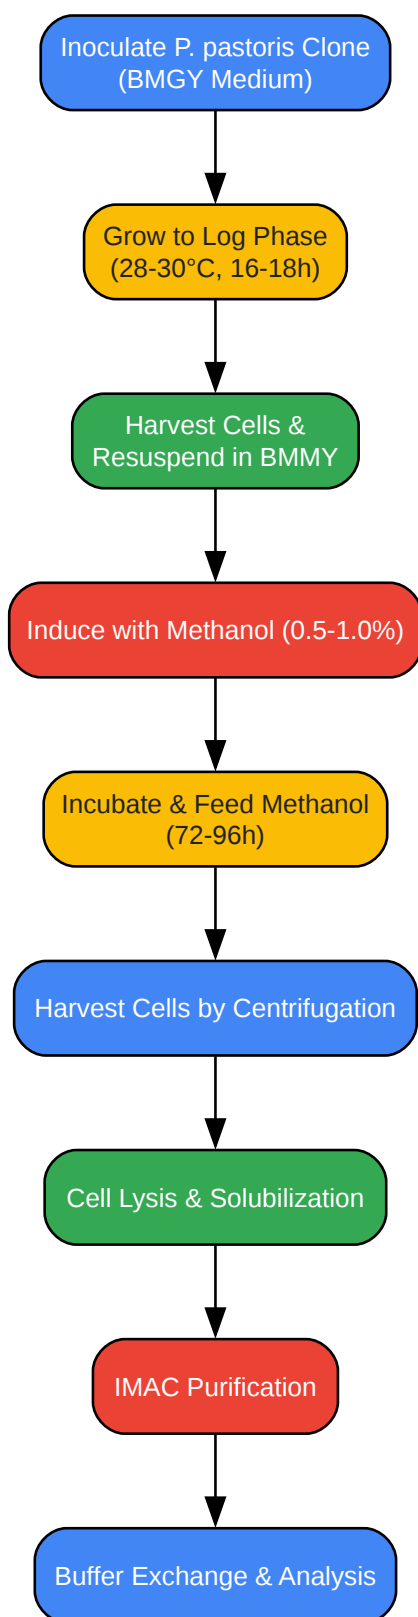 Inoculate P. pastoris Clone
(BMGY Medium)
Grow to Log Phase
(28-30°C, 16-18h)
Harvest Cells &
Resuspend in BMMY
Induce with Methanol (0.5-1.0%)
Incubate & Feed Methanol
(72-96h)
Harvest Cells by Centrifugation
Cell Lysis & Solubilization
IMAC Purification
Buffer Exchange & Analysis